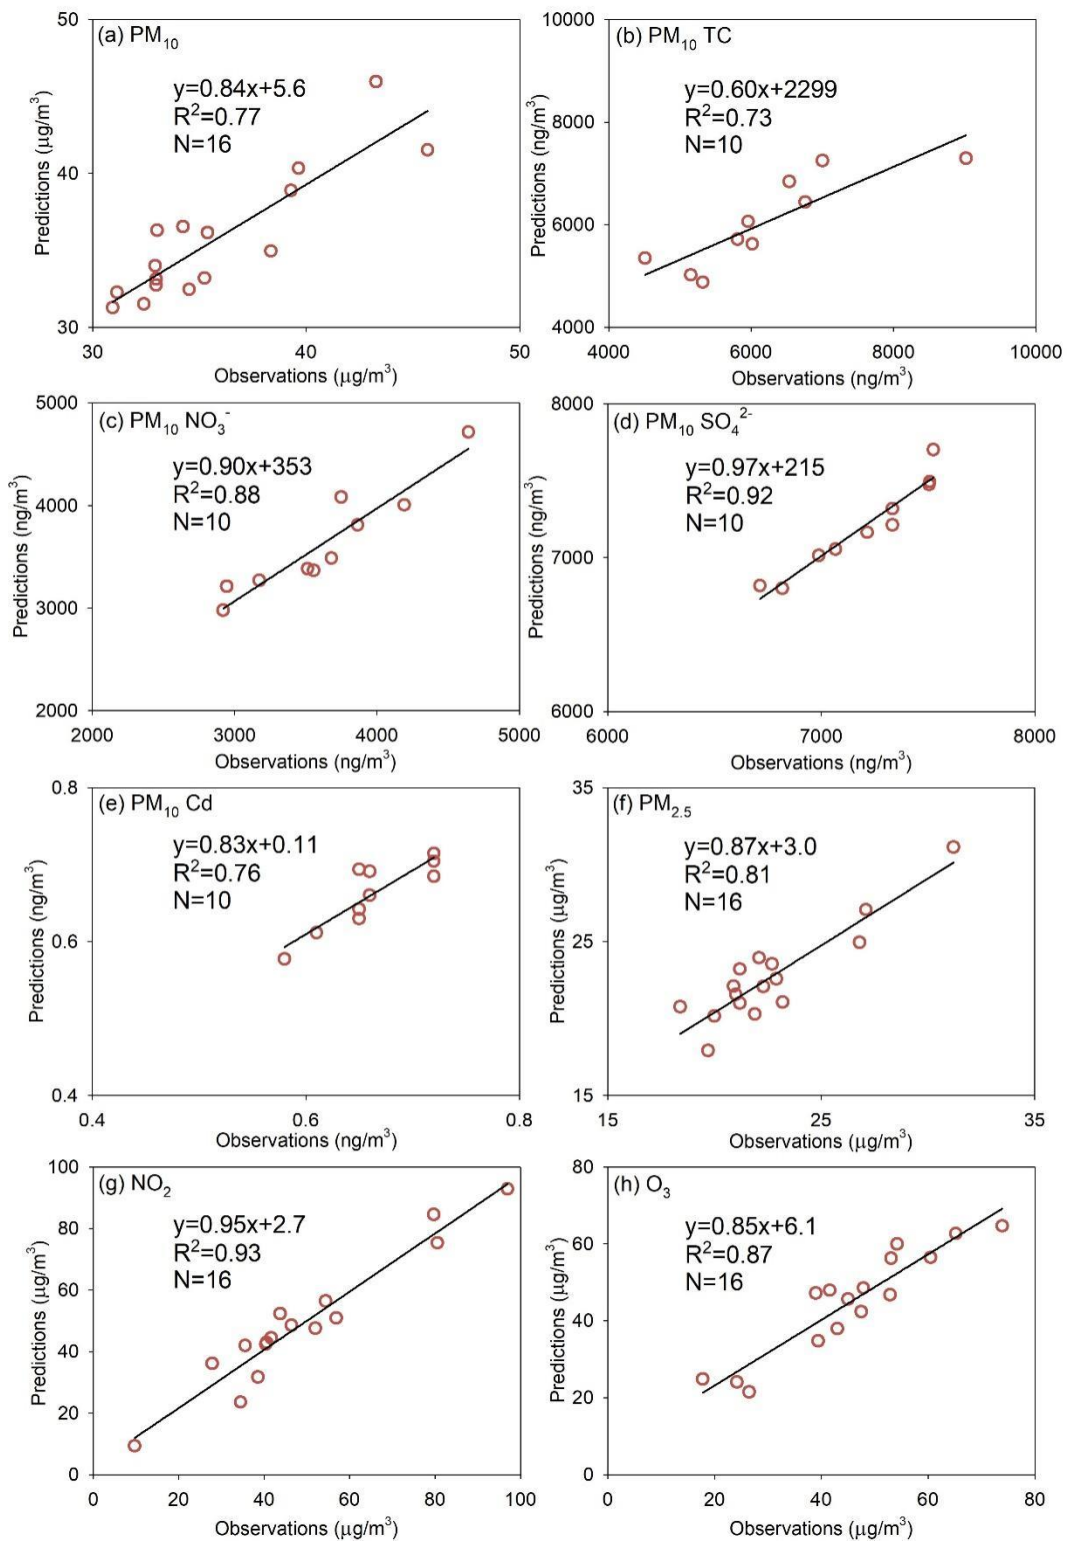 (a) PM₁₀
y=0.84x+5.6
R²=0.77
N=16
50
40
30
Predictions (μg/m³)
30 40 50
Observations (μg/m³)
(b) PM₁₀ TC
y=0.60x+2299
R²=0.73
N=10
10000
8000
6000
4000
Predictions (ng/m³)
4000 6000 8000 10000
Observations (ng/m³)
(c) PM₁₀ NO₃⁻
y=0.90x+353
R²=0.88
N=10
5000
4000
3000
2000
Predictions (ng/m³)
2000 3000 4000 5000
Observations (ng/m³)
(d) PM₁₀ SO₄²⁻
y=0.97x+215
R²=0.92
N=10
8000
7000
6000
Predictions (ng/m³)
6000 7000 8000
Observations (ng/m³)
(e) PM₁₀ Cd
y=0.83x+0.11
R²=0.76
N=10
0.8
0.6
0.4
Predictions (ng/m³)
0.4 0.6 0.8
Observations (ng/m³)
(f) PM₂.₅
y=0.87x+3.0
R²=0.81
N=16
35
25
15
Predictions (μg/m³)
15 25 35
Observations (μg/m³)
(g) NO₂
y=0.95x+2.7
R²=0.93
N=16
100
80
60
40
20
0
Predictions (μg/m³)
0 20 40 60 80 100
Observations (μg/m³)
(h) O₃
y=0.85x+6.1
R²=0.87
N=16
80
60
40
20
0
Predictions (μg/m³)
0 20 40 60 80
Observations (μg/m³)